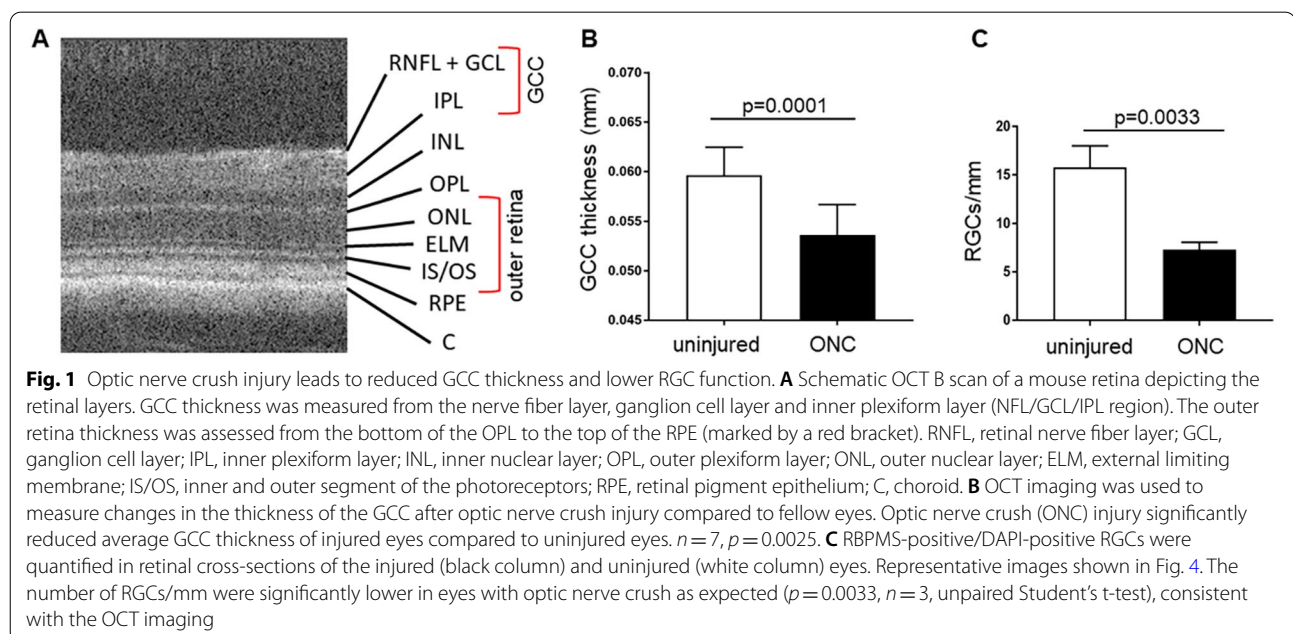 A
RNFL + GCL
IPL
GCC
INL
OPL
ONL
ELM
IS/OS
outer retina
RPE
C
B
0.070
0.065
0.060
0.055
0.050
0.045
GCC thickness (mm)
p=0.0001
uninjured
ONC
C
20
15
10
5
0
RGCs/mm
p=0.0033
uninjured
ONC
Fig. 1 Optic nerve crush injury leads to reduced GCC thickness and lower RGC function. A Schematic OCT B scan of a mouse retina depicting the
retinal layers. GCC thickness was measured from the nerve fiber layer, ganglion cell layer and inner plexiform layer (NFL/GCL/IPL region). The outer
retina thickness was assessed from the bottom of the OPL to the top of the RPE (marked by a red bracket). RNFL, retinal nerve fiber layer; GCL,
ganglion cell layer; IPL, inner plexiform layer; INL, inner nuclear layer; OPL, outer plexiform layer; ONL, outer nuclear layer; ELM, external limiting
membrane; IS/OS, inner and outer segment of the photoreceptors; RPE, retinal pigment epithelium; C, choroid. B OCT imaging was used to
measure changes in the thickness of the GCC after optic nerve crush injury compared to fellow eyes. Optic nerve crush (ONC) injury significantly
reduced average GCC thickness of injured eyes compared to uninjured eyes. n = 7, p = 0.0025. C RBPMS-positive/DAPI-positive RGCs were
quantified in retinal cross-sections of the injured (black column) and uninjured (white column) eyes. Representative images shown in Fig. 4. The
number of RGCs/mm were significantly lower in eyes with optic nerve crush as expected (p = 0.0033, n = 3, unpaired Student's t-test), consistent
with the OCT imaging